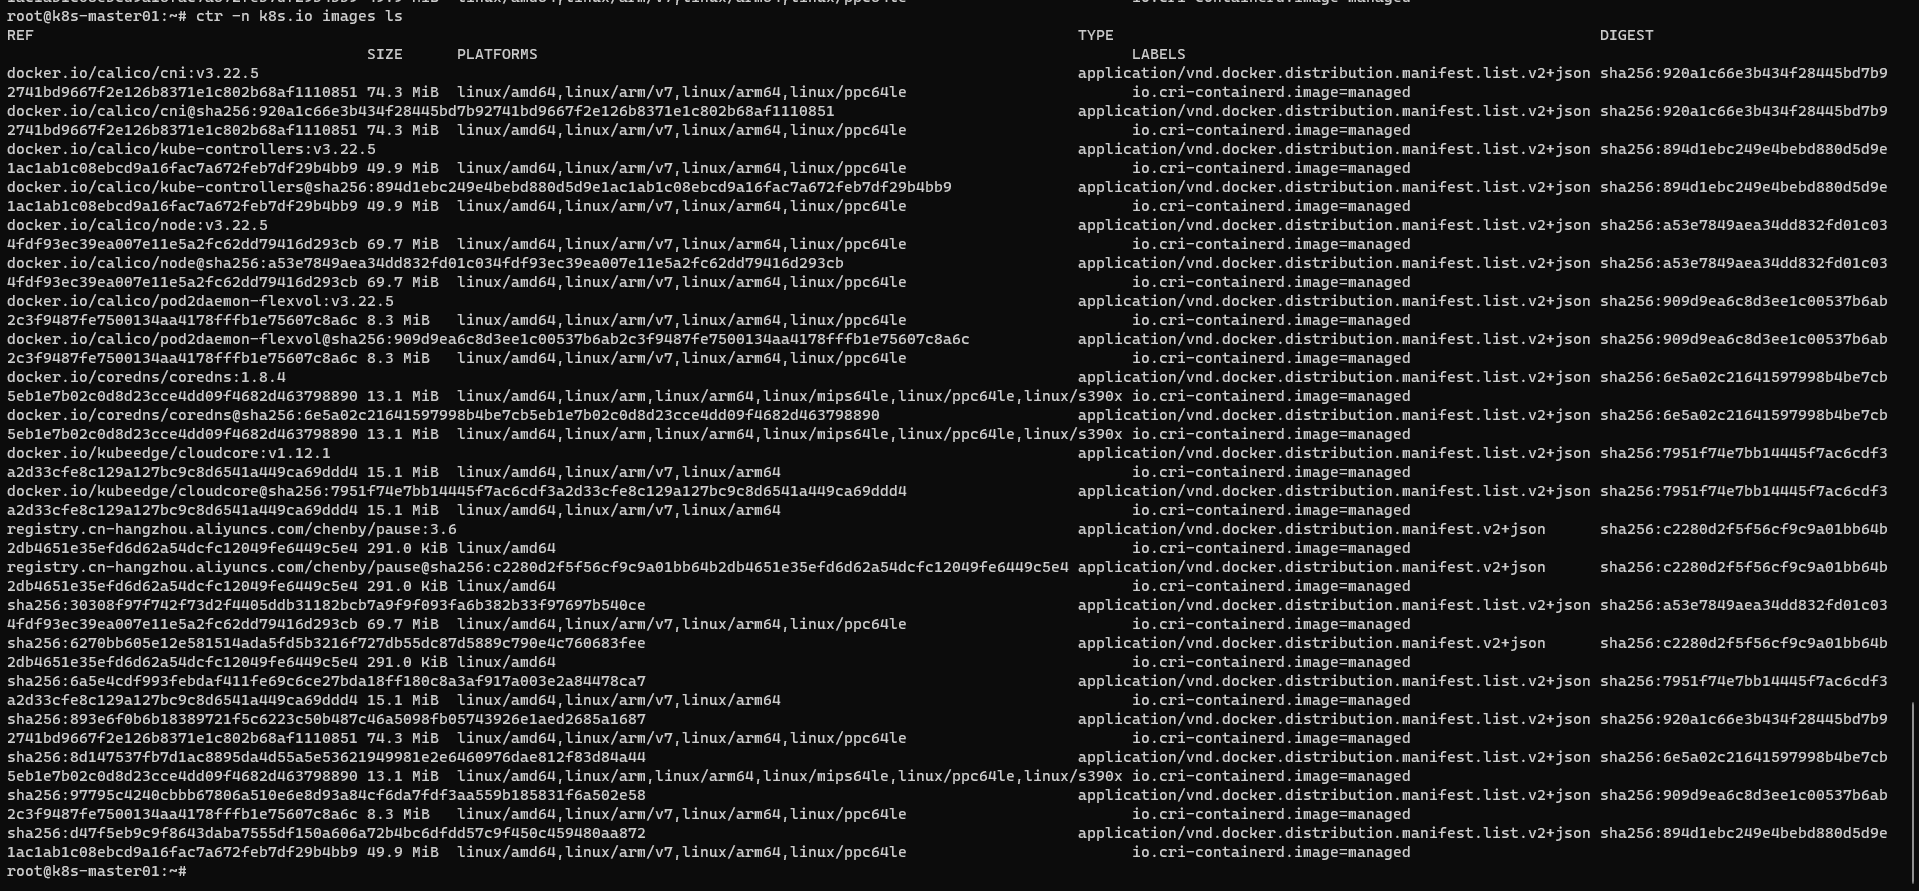 root@k8s-master01:~# ctr -n k8s.io images ls
REF TYPE DIGEST
SIZE PLATFORMS LABELS
docker.io/calico/cni:v3.22.5 application/vnd.docker.distribution.manifest.list.v2+json sha256:920a1c66e3b434f28445bd7b9
2741bd9667f2e126b8371e1c802b68af1110851 74.3 MiB linux/amd64,linux/arm/v7,linux/arm64,linux/ppc64le io.cri-containerd.image=managed
docker.io/calico/cni@sha256:920a1c66e3b434f28445bd7b92741bd9667f2e126b8371e1c802b68af1110851 application/vnd.docker.distribution.manifest.list.v2+json sha256:920a1c66e3b434f28445bd7b9
2741bd9667f2e126b8371e1c802b68af1110851 74.3 MiB linux/amd64,linux/arm/v7,linux/arm64,linux/ppc64le io.cri-containerd.image=managed
docker.io/calico/kube-controllers:v3.22.5 application/vnd.docker.distribution.manifest.list.v2+json sha256:894d1ebc249e4bebd880d5d9e
1ac1ab1c08ebcd9a16fac7a672feb7df29b4bb9 49.9 MiB linux/amd64,linux/arm/v7,linux/arm64,linux/ppc64le io.cri-containerd.image=managed
docker.io/calico/kube-controllers@sha256:894d1ebc249e4bebd880d5d9e1ac1ab1c08ebcd9a16fac7a672feb7df29b4bb9 application/vnd.docker.distribution.manifest.list.v2+json sha256:894d1ebc249e4bebd880d5d9e
1ac1ab1c08ebcd9a16fac7a672feb7df29b4bb9 49.9 MiB linux/amd64,linux/arm/v7,linux/arm64,linux/ppc64le io.cri-containerd.image=managed
docker.io/calico/node:v3.22.5 application/vnd.docker.distribution.manifest.list.v2+json sha256:a53e7849aea34dd832fd01c03
4fdf93ec39ea007e11e5a2fc62dd79416d293cb 69.7 MiB linux/amd64,linux/arm/v7,linux/arm64,linux/ppc64le io.cri-containerd.image=managed
docker.io/calico/node@sha256:a53e7849aea34dd832fd01c034fdf93ec39ea007e11e5a2fc62dd79416d293cb application/vnd.docker.distribution.manifest.list.v2+json sha256:a53e7849aea34dd832fd01c03
4fdf93ec39ea007e11e5a2fc62dd79416d293cb 69.7 MiB linux/amd64,linux/arm/v7,linux/arm64,linux/ppc64le io.cri-containerd.image=managed
docker.io/calico/pod2daemon-flexvol:v3.22.5 application/vnd.docker.distribution.manifest.list.v2+json sha256:909d9ea6c8d3ee1c00537b6ab
2c3f9487fe7500134aa4178fffb1e75607c8a6c 8.3 MiB linux/amd64,linux/arm/v7,linux/arm64,linux/ppc64le io.cri-containerd.image=managed
docker.io/calico/pod2daemon-flexvol@sha256:909d9ea6c8d3ee1c00537b6ab2c3f9487fe7500134aa4178fffb1e75607c8a6c application/vnd.docker.distribution.manifest.list.v2+json sha256:909d9ea6c8d3ee1c00537b6ab
2c3f9487fe7500134aa4178fffb1e75607c8a6c 8.3 MiB linux/amd64,linux/arm/v7,linux/arm64,linux/ppc64le io.cri-containerd.image=managed
docker.io/coredns/coredns:1.8.4 application/vnd.docker.distribution.manifest.list.v2+json sha256:6e5a02c21641597998b4be7cb
5eb1e7b02c0d8d23cce4dd09f4682d463798890 13.1 MiB linux/amd64,linux/arm,linux/arm64,linux/mips64le,linux/ppc64le,linux/s390x io.cri-containerd.image=managed
docker.io/coredns/coredns@sha256:6e5a02c21641597998b4be7cb5eb1e7b02c0d8d23cce4dd09f4682d463798890 application/vnd.docker.distribution.manifest.list.v2+json sha256:6e5a02c21641597998b4be7cb
5eb1e7b02c0d8d23cce4dd09f4682d463798890 13.1 MiB linux/amd64,linux/arm,linux/arm64,linux/mips64le,linux/ppc64le,linux/s390x io.cri-containerd.image=managed
docker.io/kubeedge/cloudcore:v1.12.1 application/vnd.docker.distribution.manifest.list.v2+json sha256:7951f74e7bb14445f7ac6cdf3
a2d33cfe8c129a127bc9c8d6541a449ca69ddd4 15.1 MiB linux/amd64,linux/arm/v7,linux/arm64 io.cri-containerd.image=managed
docker.io/kubeedge/cloudcore@sha256:7951f74e7bb14445f7ac6cdf3a2d33cfe8c129a127bc9c8d6541a449ca69ddd4 application/vnd.docker.distribution.manifest.list.v2+json sha256:7951f74e7bb14445f7ac6cdf3
a2d33cfe8c129a127bc9c8d6541a449ca69ddd4 15.1 MiB linux/amd64,linux/arm/v7,linux/arm64 io.cri-containerd.image=managed
registry.cn-hangzhou.aliyuncs.com/chenby/pause:3.6 application/vnd.docker.distribution.manifest.v2+json sha256:c2280d2f5f56cf9c9a01bb64b
2db4651e35efd6d62a54dcfc12049fe6449c5e4 291.0 KiB linux/amd64 io.cri-containerd.image=managed
registry.cn-hangzhou.aliyuncs.com/chenby/pause@sha256:c2280d2f5f56cf9c9a01bb64b2db4651e35efd6d62a54dcfc12049fe6449c5e4 application/vnd.docker.distribution.manifest.v2+json sha256:c2280d2f5f56cf9c9a01bb64b
2db4651e35efd6d62a54dcfc12049fe6449c5e4 291.0 KiB linux/amd64 io.cri-containerd.image=managed
sha256:30308f97f742f73d2f4405ddb31182bcb7a9f9f093fa6b382b33f97697b540ce application/vnd.docker.distribution.manifest.list.v2+json sha256:a53e7849aea34dd832fd01c03
4fdf93ec39ea007e11e5a2fc62dd79416d293cb 69.7 MiB linux/amd64,linux/arm/v7,linux/arm64,linux/ppc64le io.cri-containerd.image=managed
sha256:6270bb605e12e581514ada5fd5b3216f727db55dc87d5889c790e4c760683fee application/vnd.docker.distribution.manifest.v2+json sha256:c2280d2f5f56cf9c9a01bb64b
2db4651e35efd6d62a54dcfc12049fe6449c5e4 291.0 KiB linux/amd64 io.cri-containerd.image=managed
sha256:6a5e4cdf993febdaf411fe69c6ce27bda18ff180c8a3af917a003e2a84478ca7 application/vnd.docker.distribution.manifest.list.v2+json sha256:7951f74e7bb14445f7ac6cdf3
a2d33cfe8c129a127bc9c8d6541a449ca69ddd4 15.1 MiB linux/amd64,linux/arm/v7,linux/arm64 io.cri-containerd.image=managed
sha256:893e6f0b6b18389721f5c6223c50b487c46a5098fb05743926e1aed2685a1687 application/vnd.docker.distribution.manifest.list.v2+json sha256:920a1c66e3b434f28445bd7b9
2741bd9667f2e126b8371e1c802b68af1110851 74.3 MiB linux/amd64,linux/arm/v7,linux/arm64,linux/ppc64le io.cri-containerd.image=managed
sha256:8d147537fb7d1ac8895da4d55a5e53621949981e2e6460976dae812f83d84a44 application/vnd.docker.distribution.manifest.list.v2+json sha256:6e5a02c21641597998b4be7cb
5eb1e7b02c0d8d23cce4dd09f4682d463798890 13.1 MiB linux/amd64,linux/arm,linux/arm64,linux/mips64le,linux/ppc64le,linux/s390x io.cri-containerd.image=managed
sha256:97795c4240cbbb67806a510e6e8d93a84cf6da7fdf3aa559b185831f6a502e58 application/vnd.docker.distribution.manifest.list.v2+json sha256:909d9ea6c8d3ee1c00537b6ab
2c3f9487fe7500134aa4178fffb1e75607c8a6c 8.3 MiB linux/amd64,linux/arm/v7,linux/arm64,linux/ppc64le io.cri-containerd.image=managed
sha256:d47f5eb9c9f8643daba7555df150a606a72b4bc6dfdd57c9f450c459480aa872 application/vnd.docker.distribution.manifest.list.v2+json sha256:894d1ebc249e4bebd880d5d9e
1ac1ab1c08ebcd9a16fac7a672feb7df29b4bb9 49.9 MiB linux/amd64,linux/arm/v7,linux/arm64,linux/ppc64le io.cri-containerd.image=managed
root@k8s-master01:~#